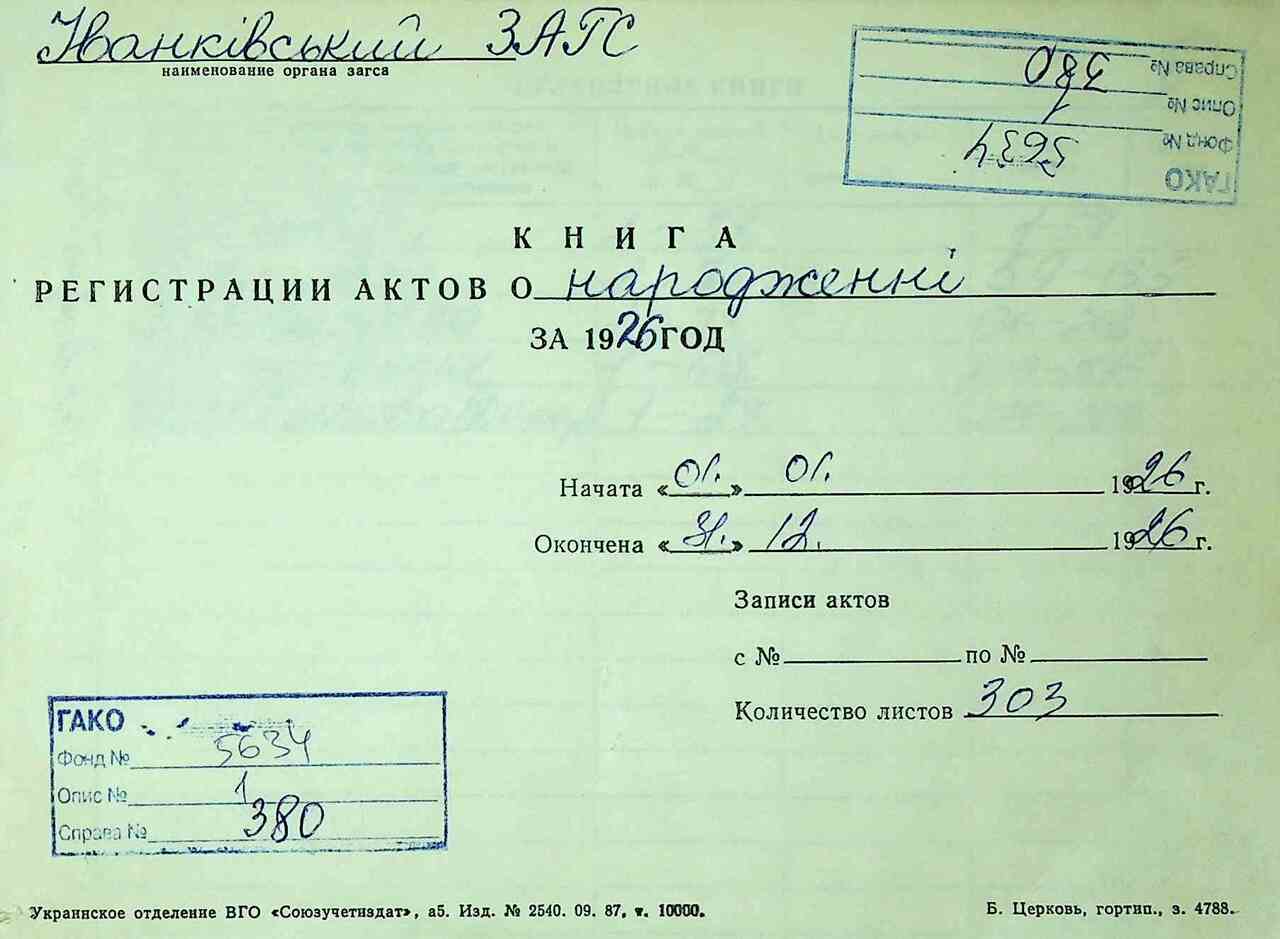 Іванківський ЗАГС
наименование органа загса
Справа № 380
Опис № 1
Фонд № 5634
ГАКО
КНИГА
РЕГИСТРАЦИИ АКТОВ О народженні
ЗА 1926 ГОД
Начата «01.» 01. 1926 г.
Окончена «31.» 12. 1926 г.
Записи актов
с № по №
Количество листов 303
ГАКО
Фонд № 5634
Опис № 1
Справа № 380
Украинское отделение ВГО «Союзучетиздат», а5. Изд. № 2540. 09. 87, т. 10000.
Б. Церковь, гортип., з. 4788.